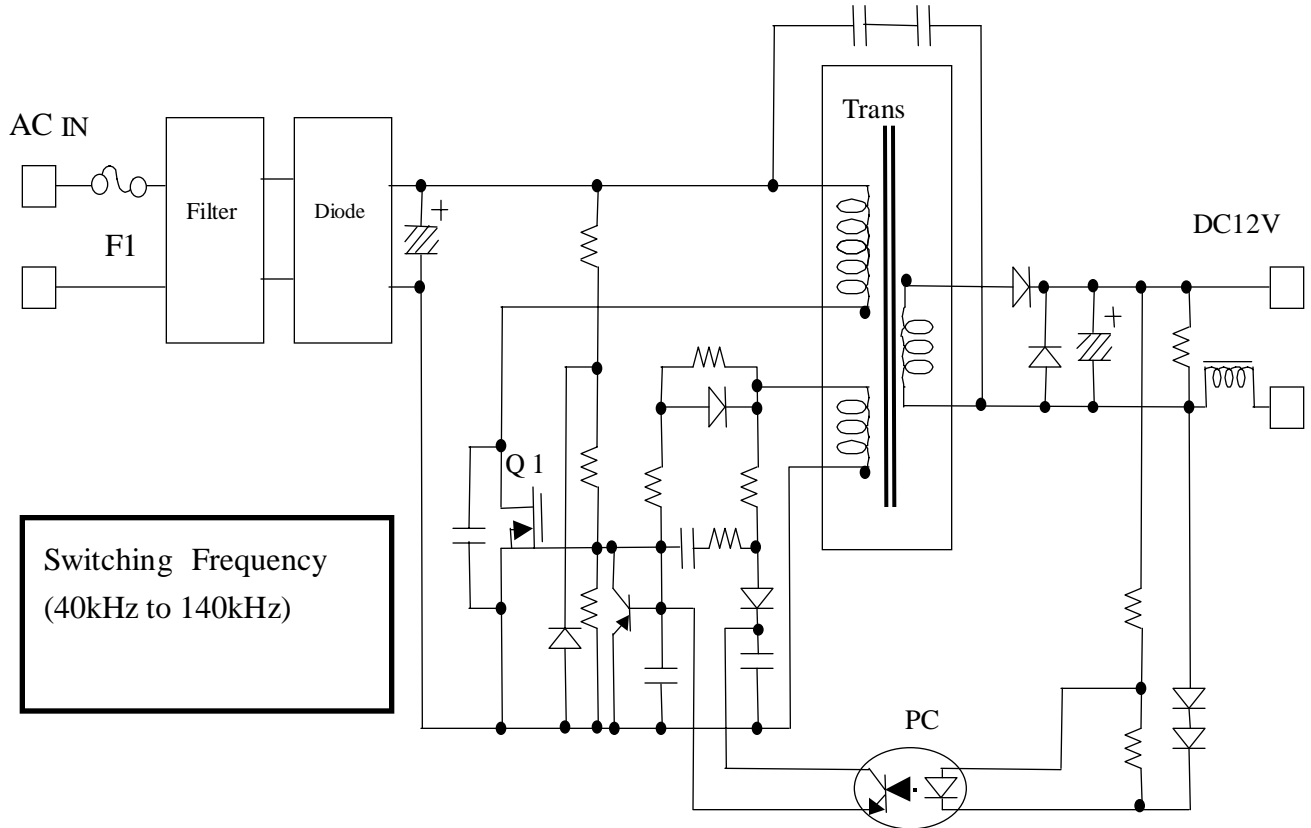 Trans
AC IN
Filter
Diode
+
F1
DC12V
+
Q 1
Switching Frequency
(40kHz to 140kHz)
PC